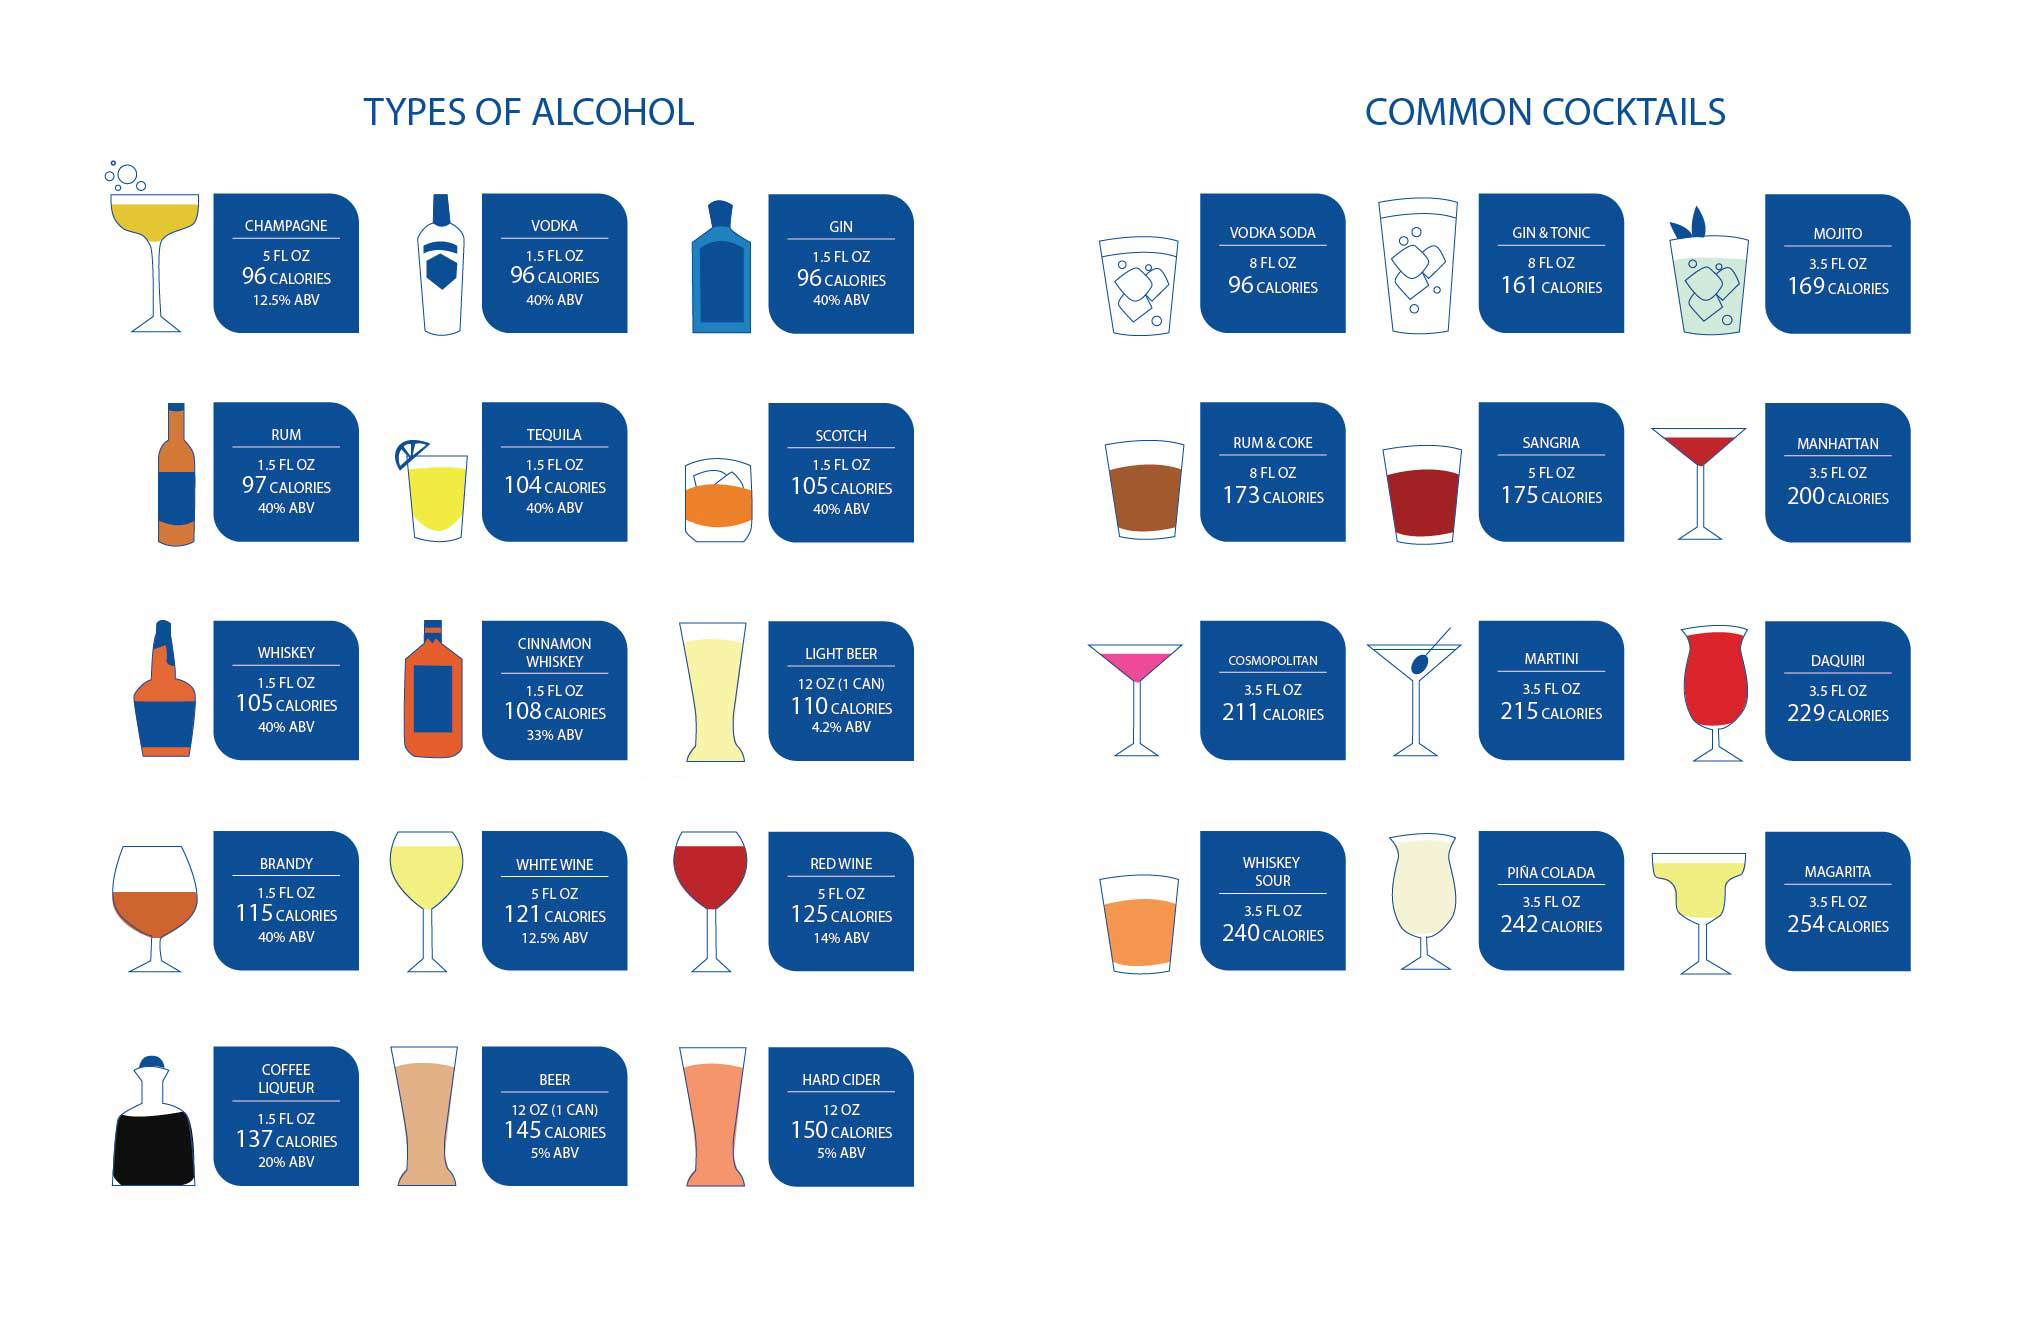 TYPES OF ALCOHOL
CHAMPAGNE
5 FL OZ
96 CALORIES
12.5% ABV
VODKA
1.5 FL OZ
96 CALORIES
40% ABV
GIN
1.5 FL OZ
96 CALORIES
40% ABV
RUM
1.5 FL OZ
97 CALORIES
40% ABV
TEQUILA
1.5 FL OZ
104 CALORIES
40% ABV
SCOTCH
1.5 FL OZ
105 CALORIES
40% ABV
WHISKEY
1.5 FL OZ
105 CALORIES
40% ABV
CINNAMON
WHISKEY
1.5 FL OZ
108 CALORIES
33% ABV
LIGHT BEER
12 OZ (1 CAN)
110 CALORIES
4.2% ABV
BRANDY
1.5 FL OZ
115 CALORIES
40% ABV
WHITE WINE
5 FL OZ
121 CALORIES
12.5% ABV
RED WINE
5 FL OZ
125 CALORIES
14% ABV
COFFEE
LIQUEUR
1.5 FL OZ
137 CALORIES
20% ABV
BEER
12 OZ (1 CAN)
145 CALORIES
5% ABV
HARD CIDER
12 OZ
150 CALORIES
5% ABV
COMMON COCKTAILS
VODKA SODA
8 FL OZ
96 CALORIES
GIN & TONIC
8 FL OZ
161 CALORIES
MOJITO
3.5 FL OZ
169 CALORIES
RUM & COKE
8 FL OZ
173 CALORIES
SANGRIA
5 FL OZ
175 CALORIES
MANHATTAN
3.5 FL OZ
200 CALORIES
COSMOPOLITAN
3.5 FL OZ
211 CALORIES
MARTINI
3.5 FL OZ
215 CALORIES
DAQUIRI
3.5 FL OZ
229 CALORIES
WHISKEY
SOUR
3.5 FL OZ
240 CALORIES
PIÑA COLADA
3.5 FL OZ
242 CALORIES
MAGARITA
3.5 FL OZ
254 CALORIES